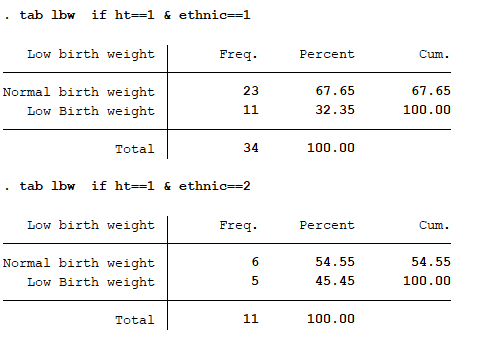 . tab lbw  if ht==1 & ethnic==1
Low birth weight Freq. Percent Cum.
Normal birth weight 23 67.65 67.65
Low Birth weight 11 32.35 100.00
Total 34 100.00
. tab lbw  if ht==1 & ethnic==2
Low birth weight Freq. Percent Cum.
Normal birth weight 6 54.55 54.55
Low Birth weight 5 45.45 100.00
Total 11 100.00